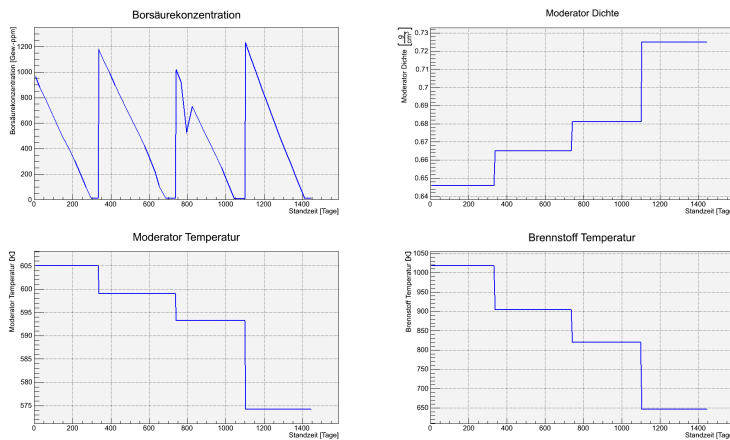 Borsäurekonzentration
Borsäurekonzentration [Gew.-ppm]
1200
1000
800
600
400
200
0
0 200 400 600 800 1000 1200 1400
Standzeit [Tage]
Moderator Dichte
Moderator Dichte [g/cm³]
0.73
0.72
0.71
0.7
0.69
0.68
0.67
0.66
0.65
0.64
0 200 400 600 800 1000 1200 1400
Standzeit [Tage]
Moderator Temperatur
Moderator Temperatur [K]
605
600
595
590
585
580
575
0 200 400 600 800 1000 1200 1400
Standzeit [Tage]
Brennstoff Temperatur
Brennstoff Temperatur [K]
1050
1000
950
900
850
800
750
700
650
0 200 400 600 800 1000 1200 1400
Standzeit [Tage]